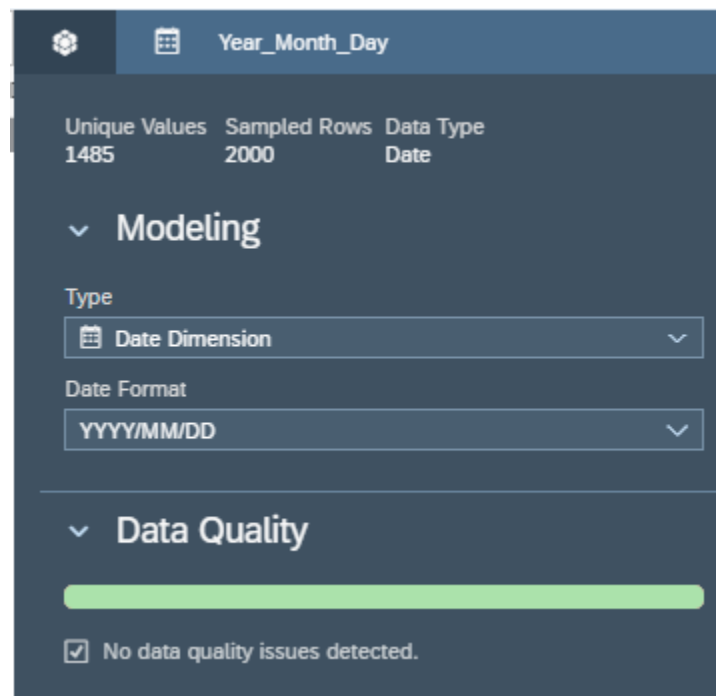 Year_Month_Day
Unique Values Sampled Rows Data Type
1485 2000 Date
Modeling
Type
Date Dimension
Date Format
YYYY/MM/DD
Data Quality
No data quality issues detected.